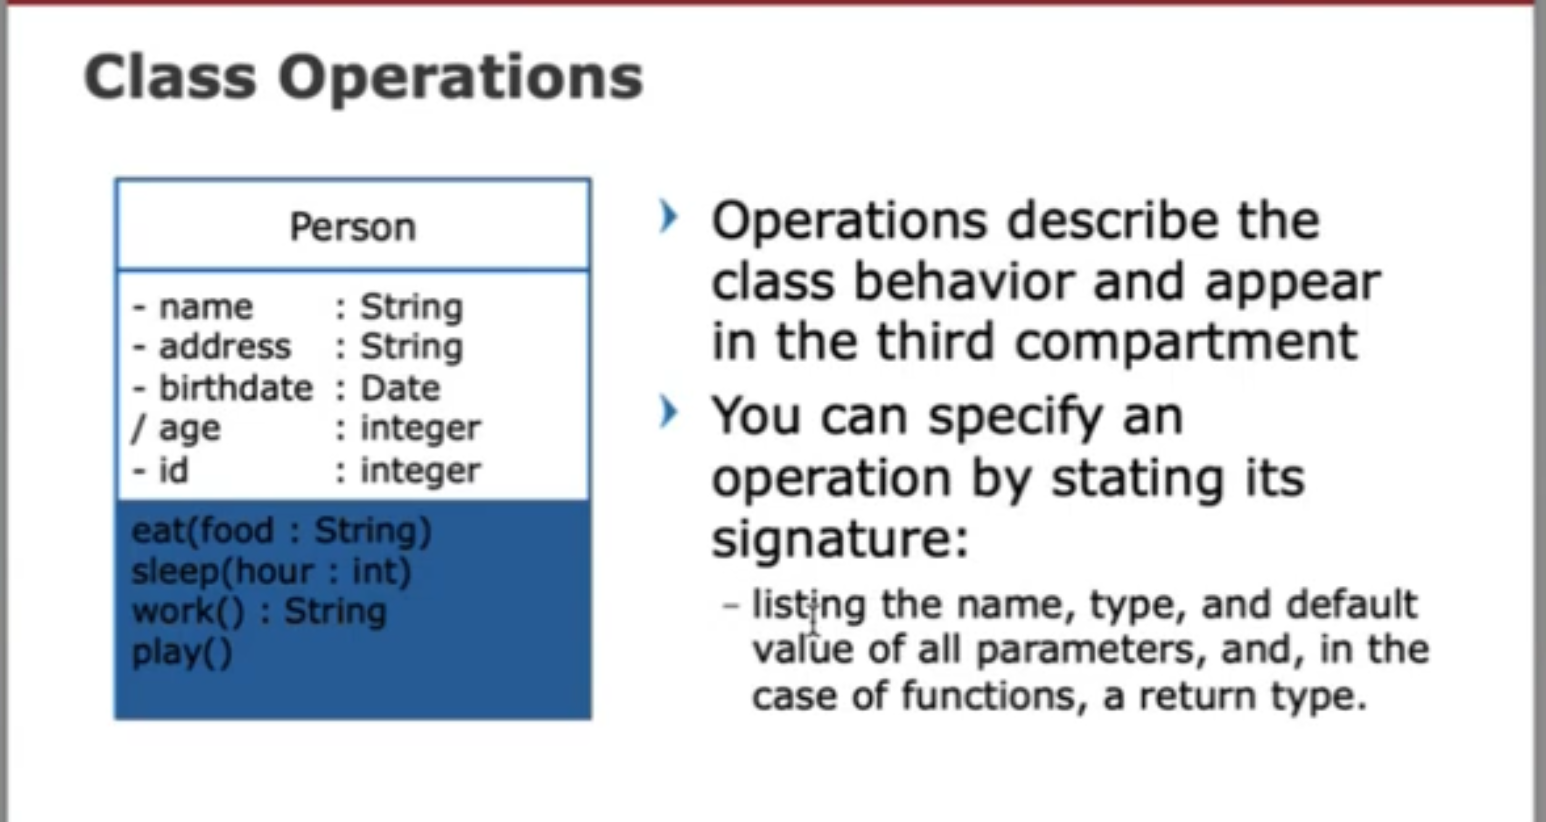 Class Operations
Person
- name : String
- address : String
- birthdate : Date
/ age : integer
- id : integer
eat(food : String)
sleep(hour : int)
work() : String
play()
Operations describe the
class behavior and appear
in the third compartment
You can specify an
operation by stating its
signature:
– listing the name, type, and default
value of all parameters, and, in the
case of functions, a return type.